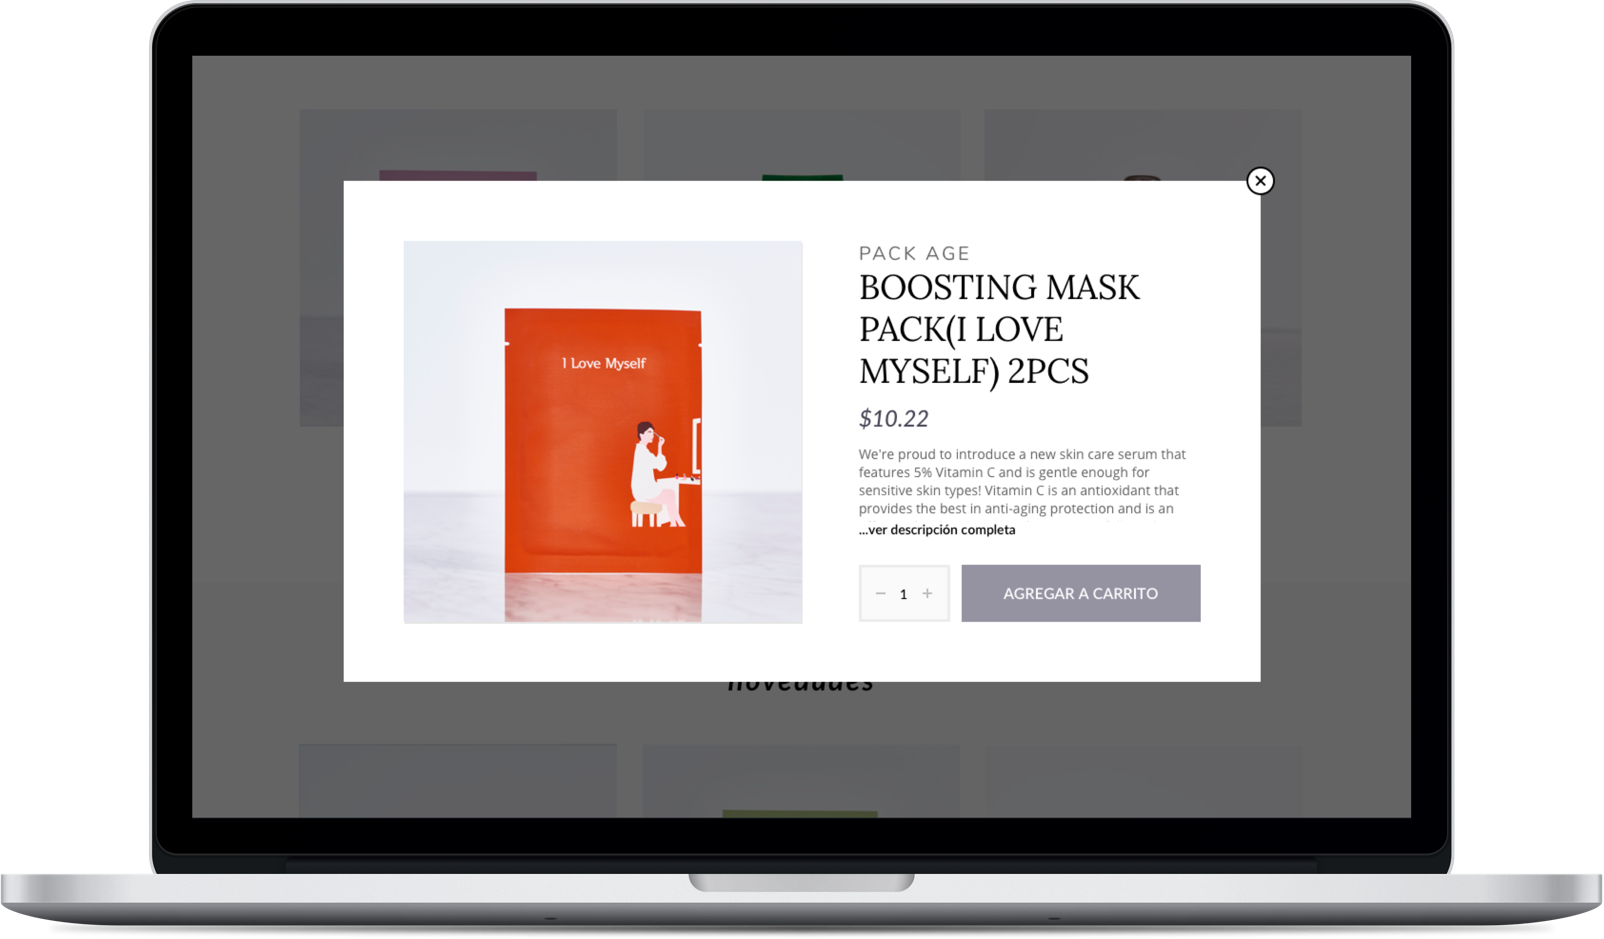 PACK AGE
BOOSTING MASK
PACK(I LOVE
MYSELF) 2PCS
$10.22
We're proud to introduce a new skin care serum that
features 5% Vitamin C and is gentle enough for
sensitive skin types! Vitamin C is an antioxidant that
provides the best in anti-aging protection and is an
...ver descripción completa
1
AGREGAR A CARRITO
I Love Myself
novedades